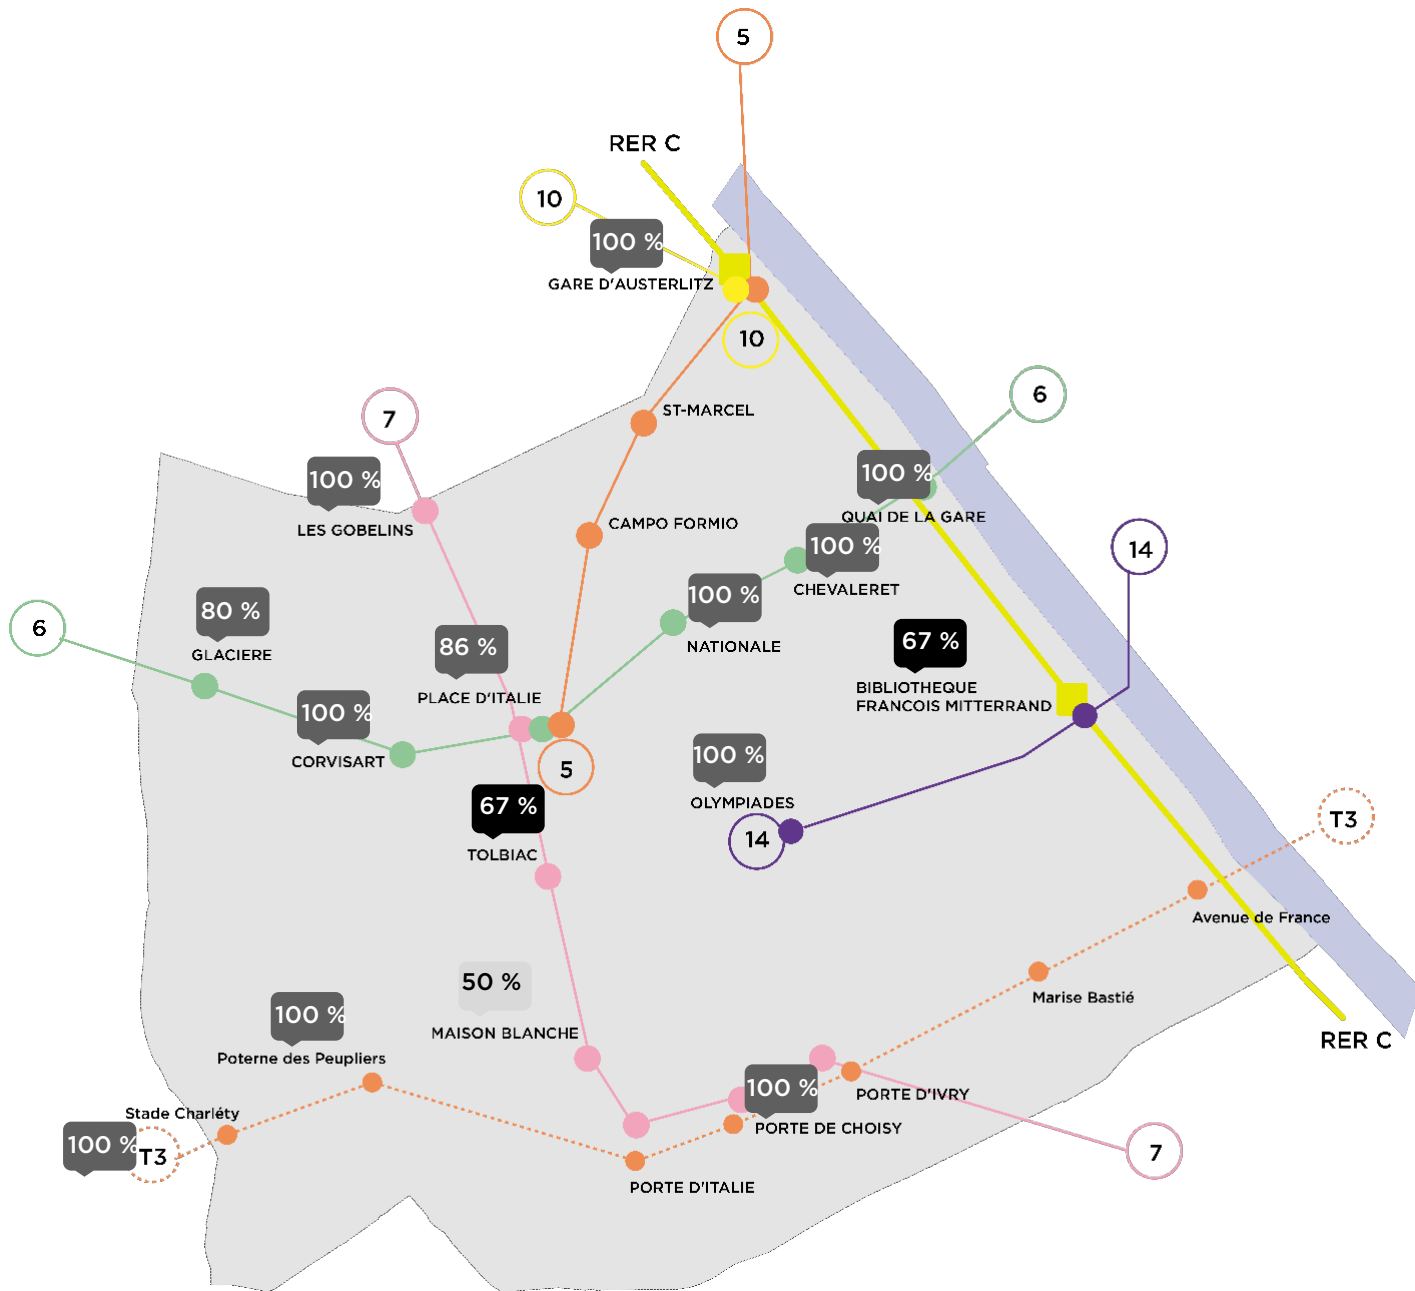 5
RER C
10
100 %
GARE D'AUSTERLITZ
10
6
7
ST-MARCEL
100 %
100 %
QUAI DE LA GARE
LES GOBELINS
CAMPO FORMIO
14
100 %
CHEVALERET
100 %
NATIONALE
80 %
GLACIERE
6
86 %
PLACE D'ITALIE
67 %
BIBLIOTHEQUE
FRANCOIS MITTERRAND
100 %
CORVISART
5
100 %
OLYMPIADES
14
67 %
TOLBIAC
T3
Avenue de France
50 %
MAISON BLANCHE
Marise Bastié
100 %
Poterne des Peupliers
RER C
100 %
PORTE DE CHOISY
PORTE D'IVRY
Stade Charléty
100 %
T3
7
PORTE D'ITALIE